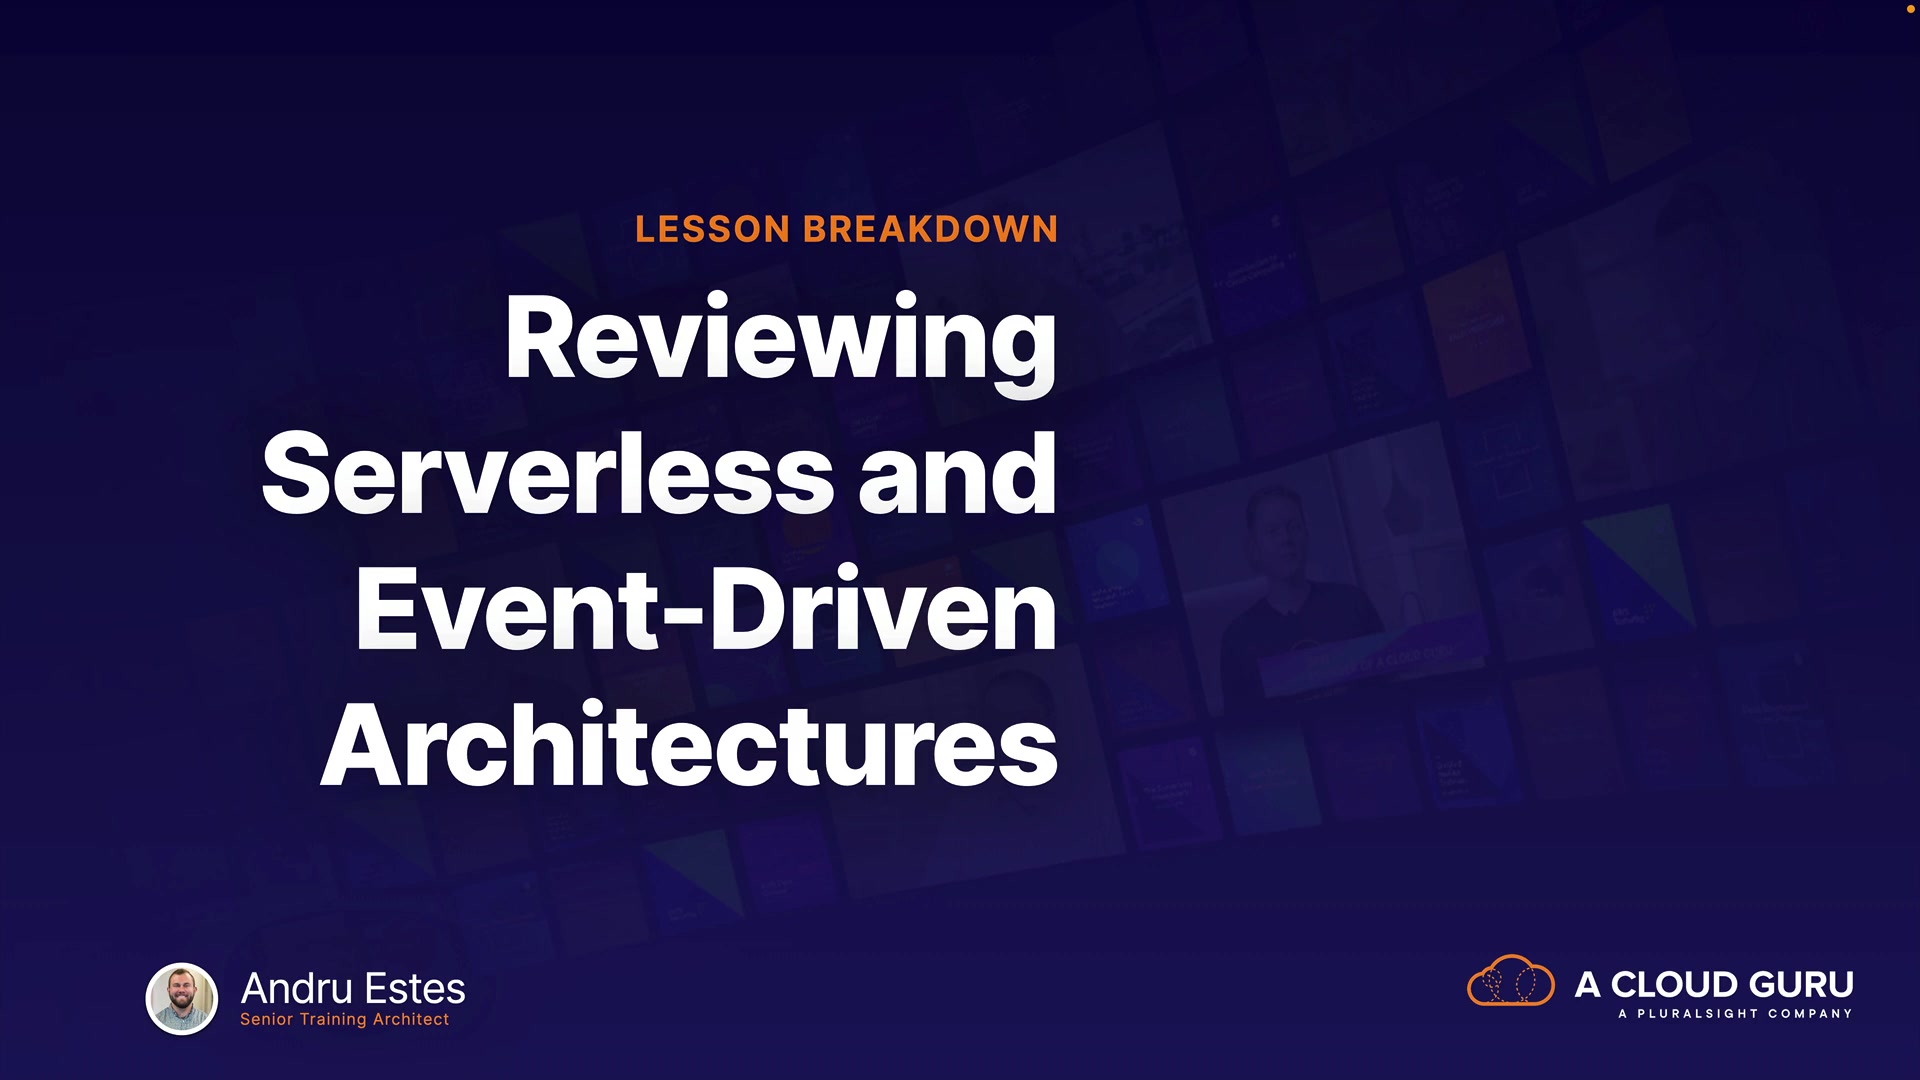 LESSON BREAKDOWN
Reviewing
Serverless and
Event-Driven
Architectures
Andru Estes
Senior Training Architect
A CLOUD GURU
A PLURALSIGHT COMPANY